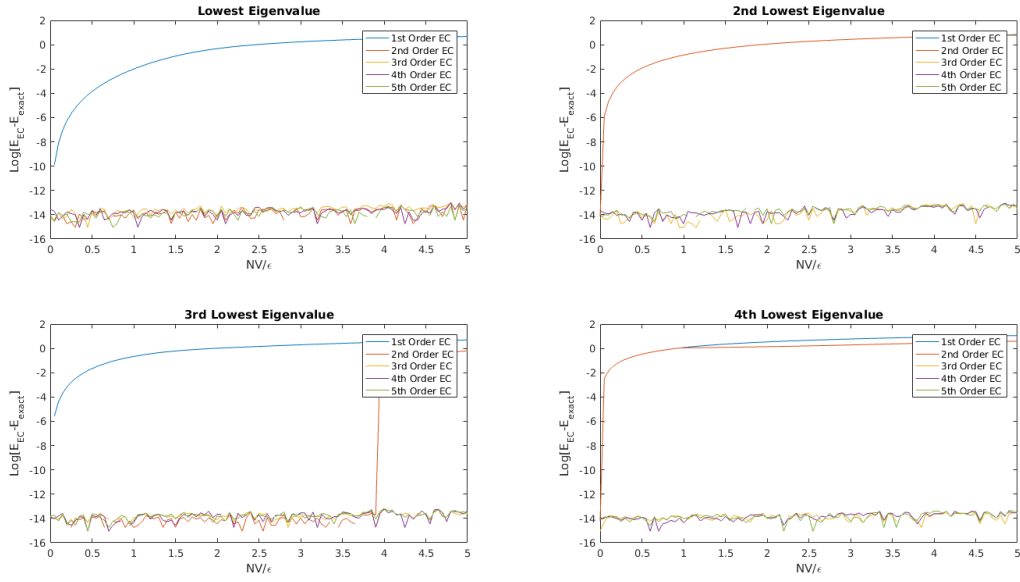 Lowest Eigenvalue
2
0
-2
-4
-6
-8
-10
-12
-14
-16
Log[E_EC-E_exact]
0 0.5 1 1.5 2 2.5 3 3.5 4 4.5 5
NV/ϵ
1st Order EC
2nd Order EC
3rd Order EC
4th Order EC
5th Order EC
2nd Lowest Eigenvalue
2
0
-2
-4
-6
-8
-10
-12
-14
-16
Log[E_EC-E_exact]
0 0.5 1 1.5 2 2.5 3 3.5 4 4.5 5
NV/ϵ
1st Order EC
2nd Order EC
3rd Order EC
4th Order EC
5th Order EC
3rd Lowest Eigenvalue
2
0
-2
-4
-6
-8
-10
-12
-14
-16
Log[E_EC-E_exact]
0 0.5 1 1.5 2 2.5 3 3.5 4 4.5 5
NV/ϵ
1st Order EC
2nd Order EC
3rd Order EC
4th Order EC
5th Order EC
4th Lowest Eigenvalue
2
0
-2
-4
-6
-8
-10
-12
-14
-16
Log[E_EC-E_exact]
0 0.5 1 1.5 2 2.5 3 3.5 4 4.5 5
NV/ϵ
1st Order EC
2nd Order EC
3rd Order EC
4th Order EC
5th Order EC